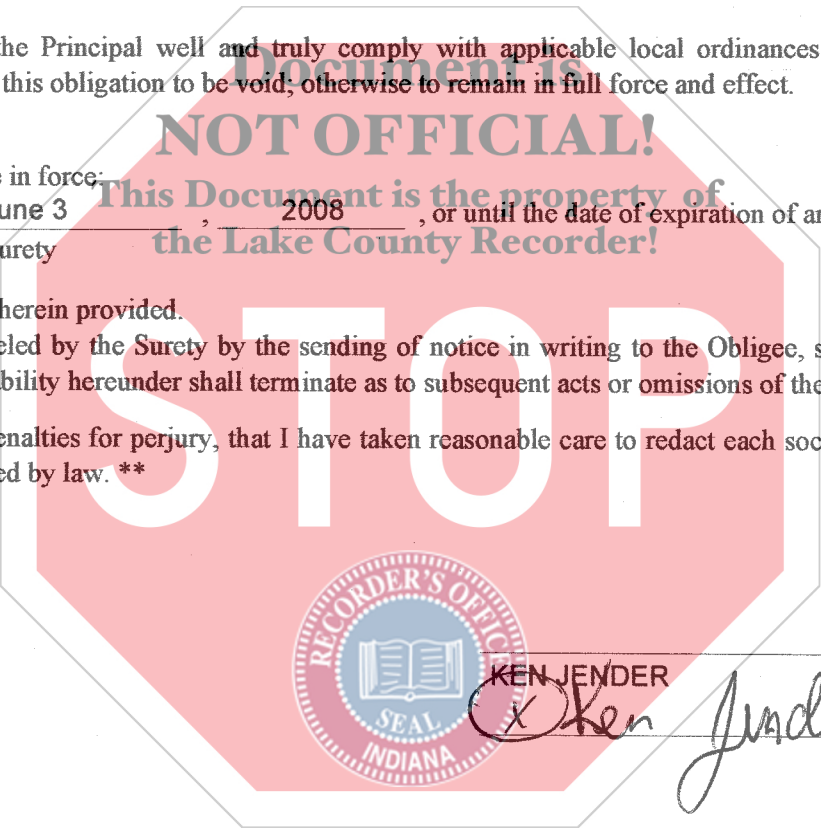 the Principal well and truly comply with applicable local ordinances
Document is
this obligation to be void; otherwise to remain in full force and effect.
NOT OFFICIAL!
in force:
This Document is the property of
une 3 , 2008 , or until the date of expiration of
the Lake County Recorder!
urety
herein provided.
STOP
eled by the Surety by the sending of notice in writing to the Obligee, s
bility hereunder shall terminate as to subsequent acts or omissions of the
enalties for perjury, that I have taken reasonable care to redact each soc
ed by law. **
RECORDER'S OFFICE
SEAL
INDIANA
KEN JENDER
X Ken Jend